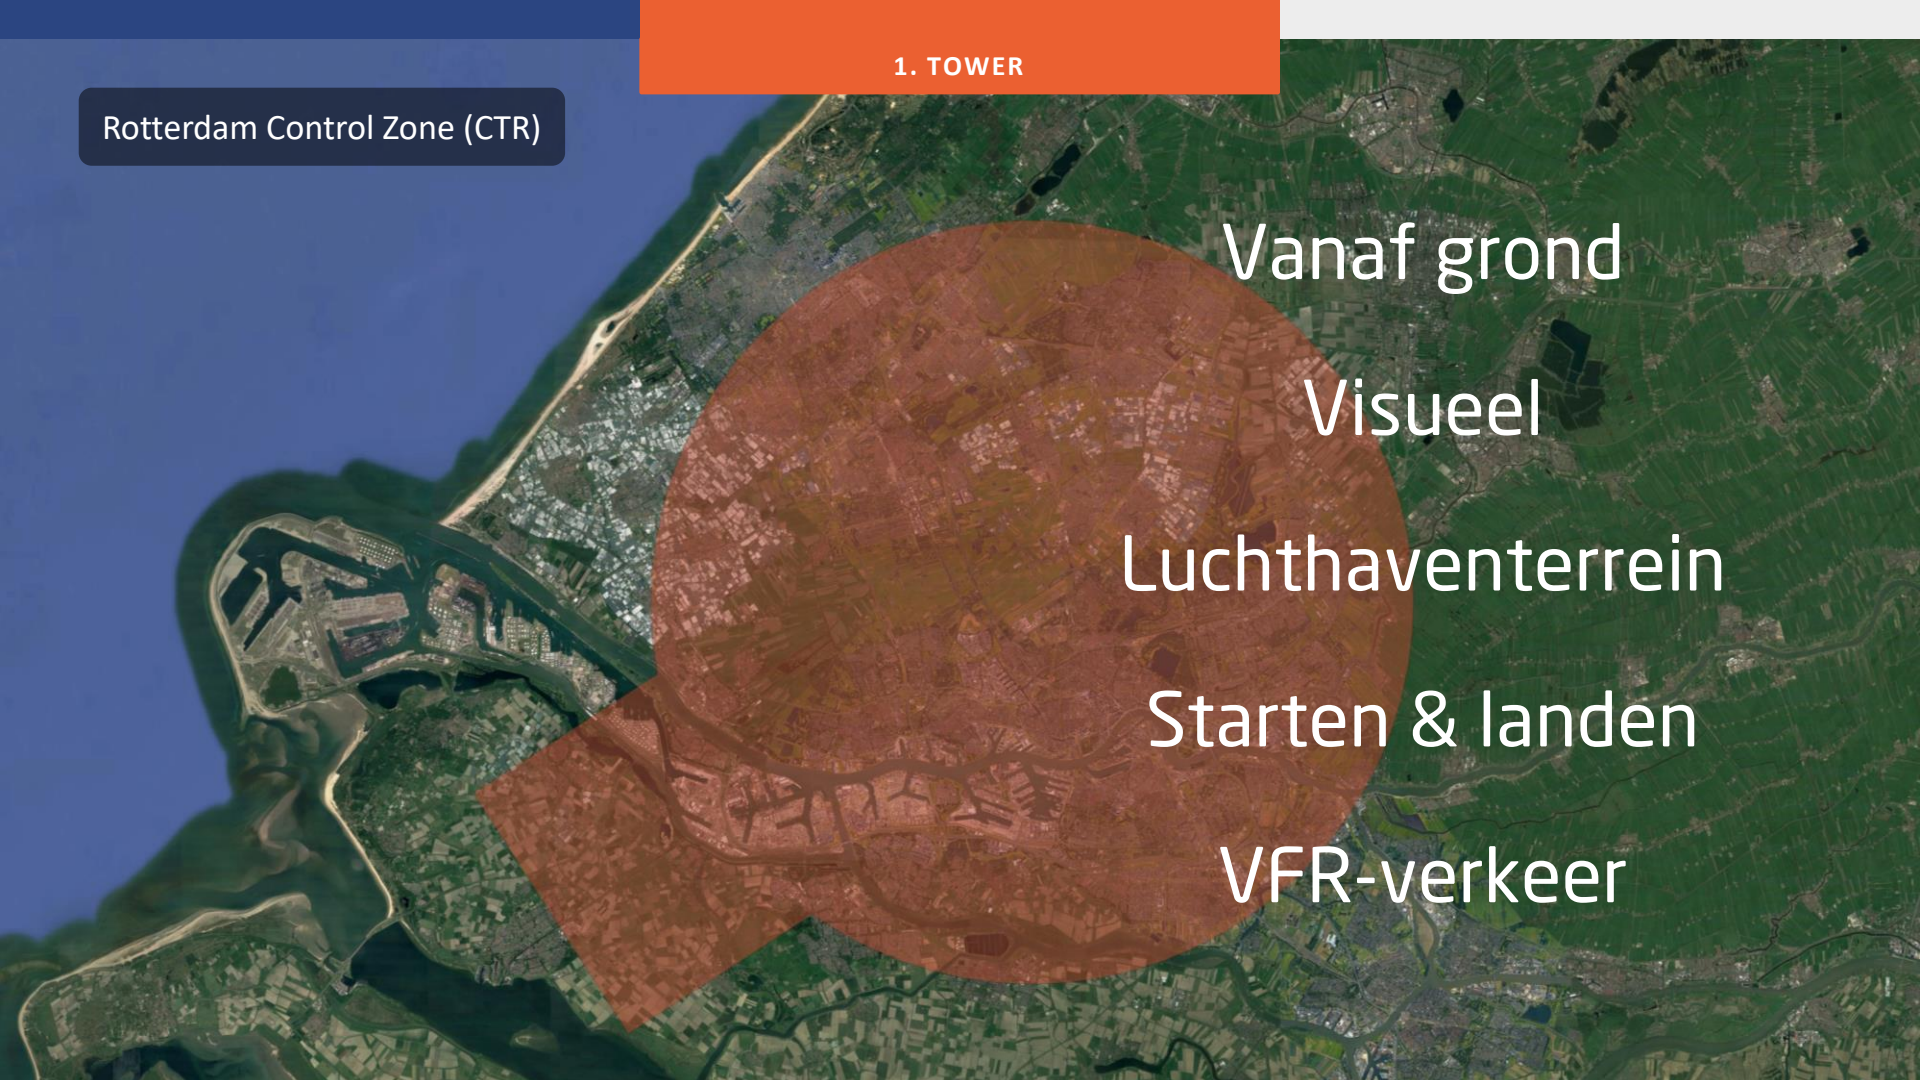 1. TOWER
Rotterdam Control Zone (CTR)
Vanaf grond
Visueel
Luchthaventerrein
Starten & landen
VFR-verkeer